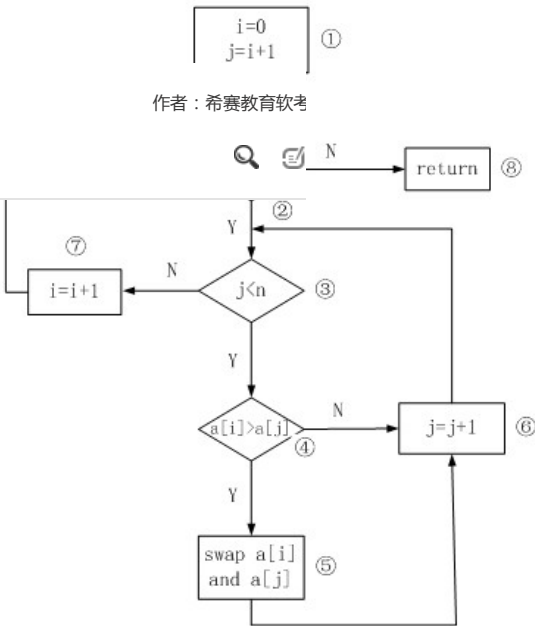 i=0
j=i+1
①
作者：希赛教育软考
N
return
⑧
②
Y
⑦
i=i+1
N
j<n
③
Y
a[i]>a[j]
④
N
j=j+1
⑥
Y
swap a[i]
and a[j]
⑤